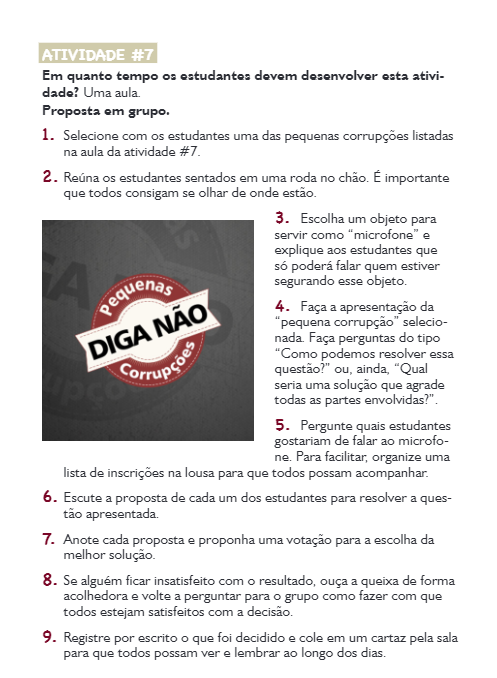 ATIVIDADE #7
Em quanto tempo os estudantes devem desenvolver esta ativi-
dade? Uma aula.
Proposta em grupo.
1. Selecione com os estudantes uma das pequenas corrupções listadas
na aula da atividade #7.
2. Reúna os estudantes sentados em uma roda no chão. É importante
que todos consigam se olhar de onde estão.
Pequenas
DIGA NÃO
Corrupções
3. Escolha um objeto para
servir como “microfone” e
explique aos estudantes que
só poderá falar quem estiver
segurando esse objeto.
4. Faça a apresentação da
“pequena corrupção” selecio-
nada. Faça perguntas do tipo
“Como podemos resolver essa
questão?” ou, ainda, “Qual
seria uma solução que agrade
todas as partes envolvidas?”.
5. Pergunte quais estudantes
gostariam de falar ao microfo-
ne. Para facilitar, organize uma
lista de inscrições na lousa para que todos possam acompanhar.
6. Escute a proposta de cada um dos estudantes para resolver a ques-
tão apresentada.
7. Anote cada proposta e proponha uma votação para a escolha da
melhor solução.
8. Se alguém ficar insatisfeito com o resultado, ouça a queixa de forma
acolhedora e volte a perguntar para o grupo como fazer com que
todos estejam satisfeitos com a decisão.
9. Registre por escrito o que foi decidido e cole em um cartaz pela sala
para que todos possam ver e lembrar ao longo dos dias.